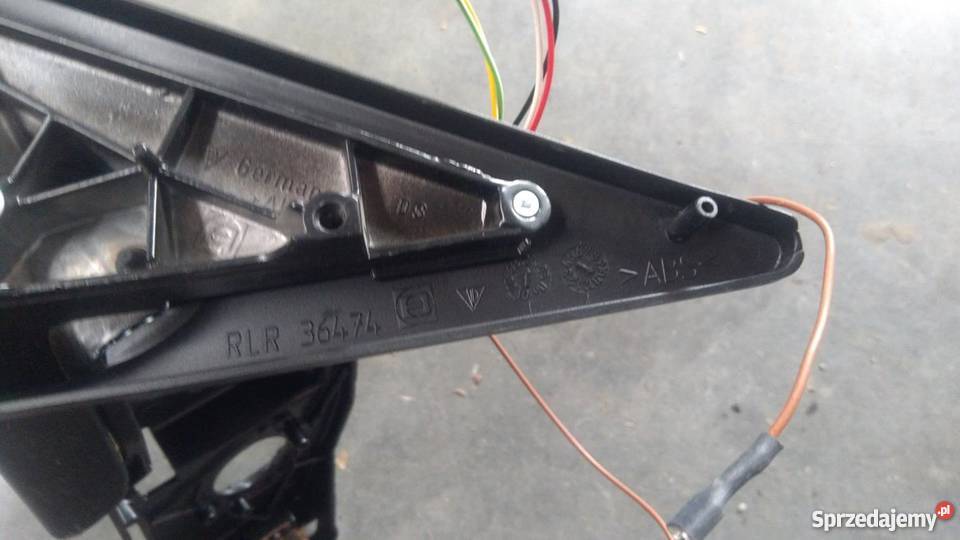 German
RLR 36474
>ABS
Sprzedajemy.pl